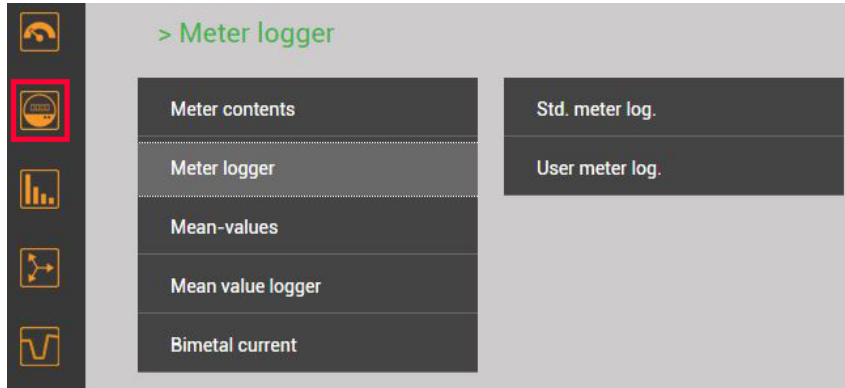 > Meter logger
Meter contents
Meter logger
Mean-values
Mean value logger
Bimetal current
Std. meter log.
User meter log.